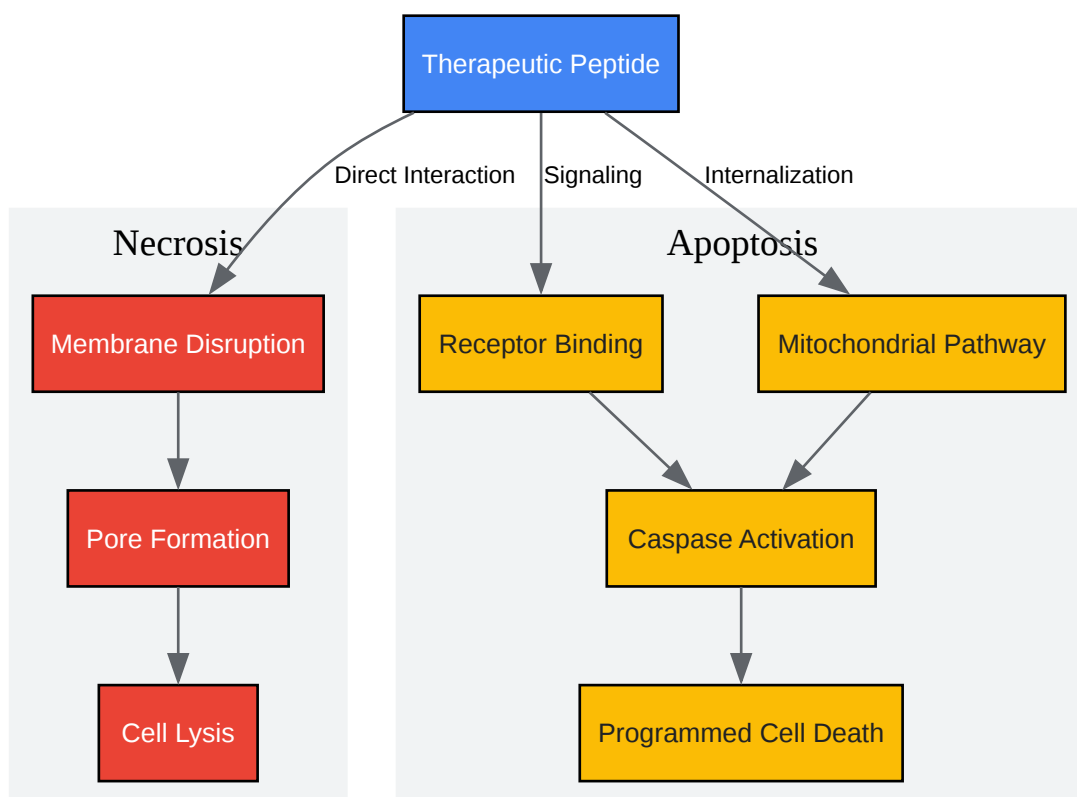 Therapeutic Peptide
Direct Interaction
Signaling
Internalization
Necrosis
Apoptosis
Membrane Disruption
Receptor Binding
Mitochondrial Pathway
Pore Formation
Caspase Activation
Cell Lysis
Programmed Cell Death